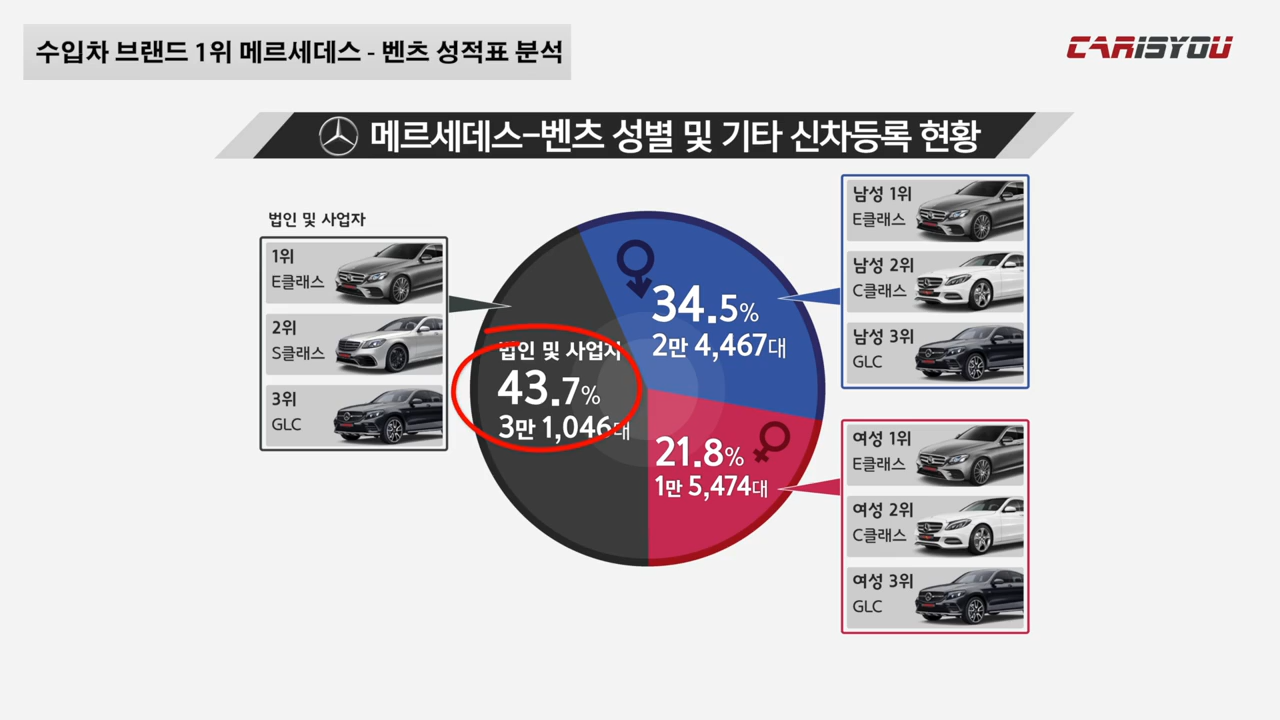 수입차 브랜드 1위 메르세데스 - 벤츠 성적표 분석
CARISYOU
메르세데스-벤츠 성별 및 기타 신차등록 현황
법인 및 사업자
1위
E클래스
2위
S클래스
3위
GLC
법인 및 사업자
43.7%
3만 1,046대
34.5%
2만 4,467대
21.8%
1만 5,474대
남성 1위
E클래스
남성 2위
C클래스
남성 3위
GLC
여성 1위
E클래스
여성 2위
C클래스
여성 3위
GLC